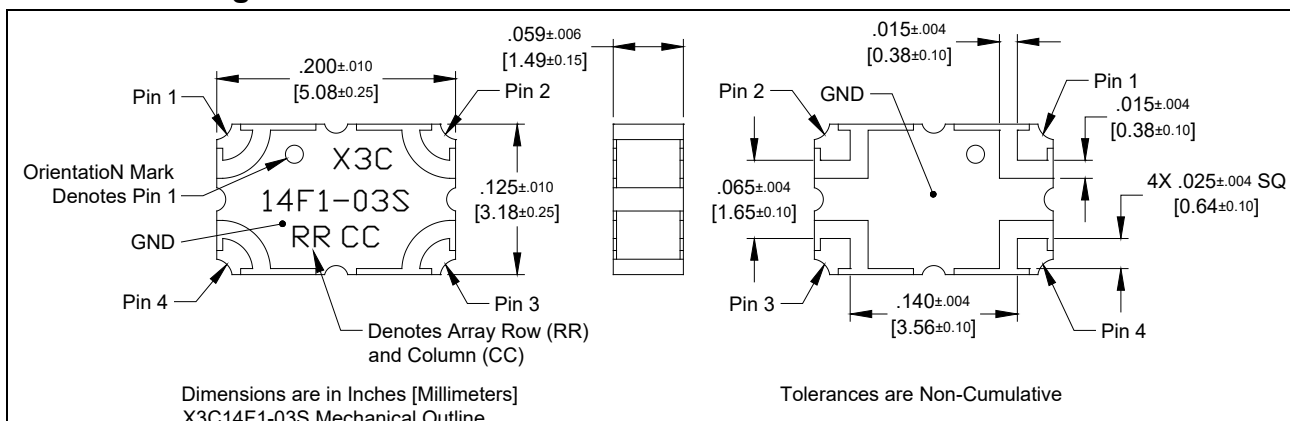 .200±.010
[5.08±0.25]
.059±.006
[1.49±0.15]
.015±.004
[0.38±0.10]
Pin 1
Pin 2
Pin 2
GND
Pin 1
.015±.004
[0.38±0.10]
OrientatioN Mark
Denotes Pin 1
X3C
14F1-03S
RR CC
.125±.010
[3.18±0.25]
.065±.004
[1.65±0.10]
4X .025±.004 SQ
[0.64±0.10]
GND
Pin 4
Pin 3
Pin 3
.140±.004
[3.56±0.10]
Pin 4
Denotes Array Row (RR)
and Column (CC)
Dimensions are in Inches [Millimeters]
X3C14F1-03S Mechanical Outline
Tolerances are Non-Cumulative